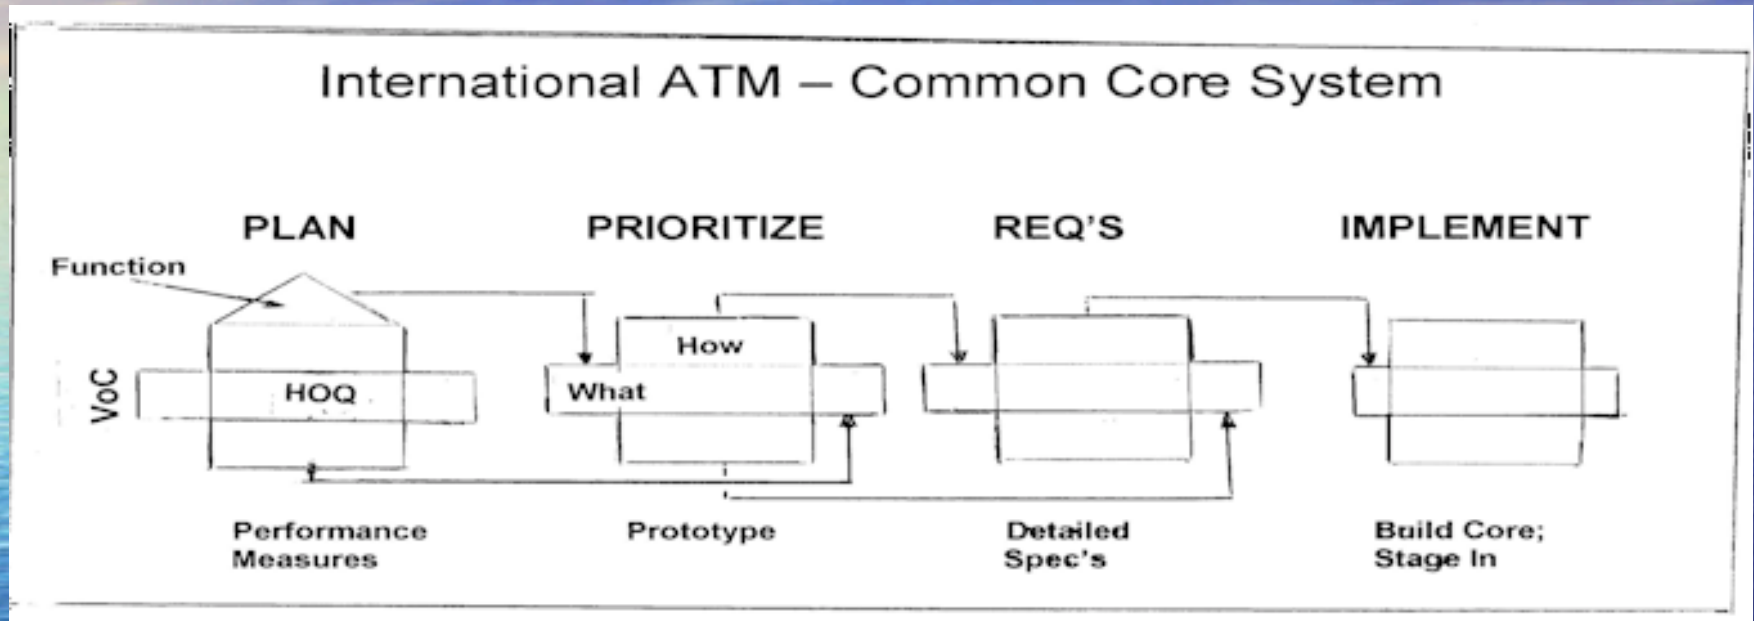 International ATM – Common Core System
PLAN
PRIORITIZE
REQ'S
IMPLEMENT
Function
How
VoC
HOQ
What
Performance
Measures
Prototype
Detailed
Spec's
Build Core;
Stage In